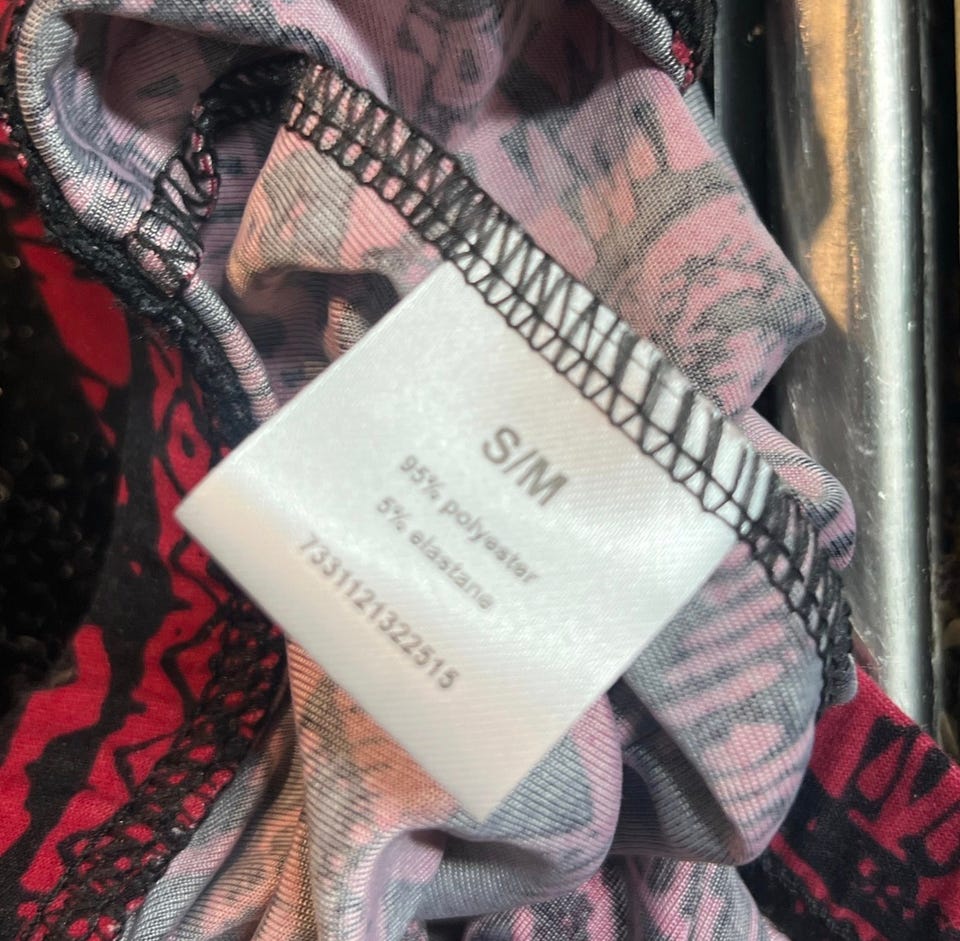 S/M
95% polyester
5% elastane
7331121322515